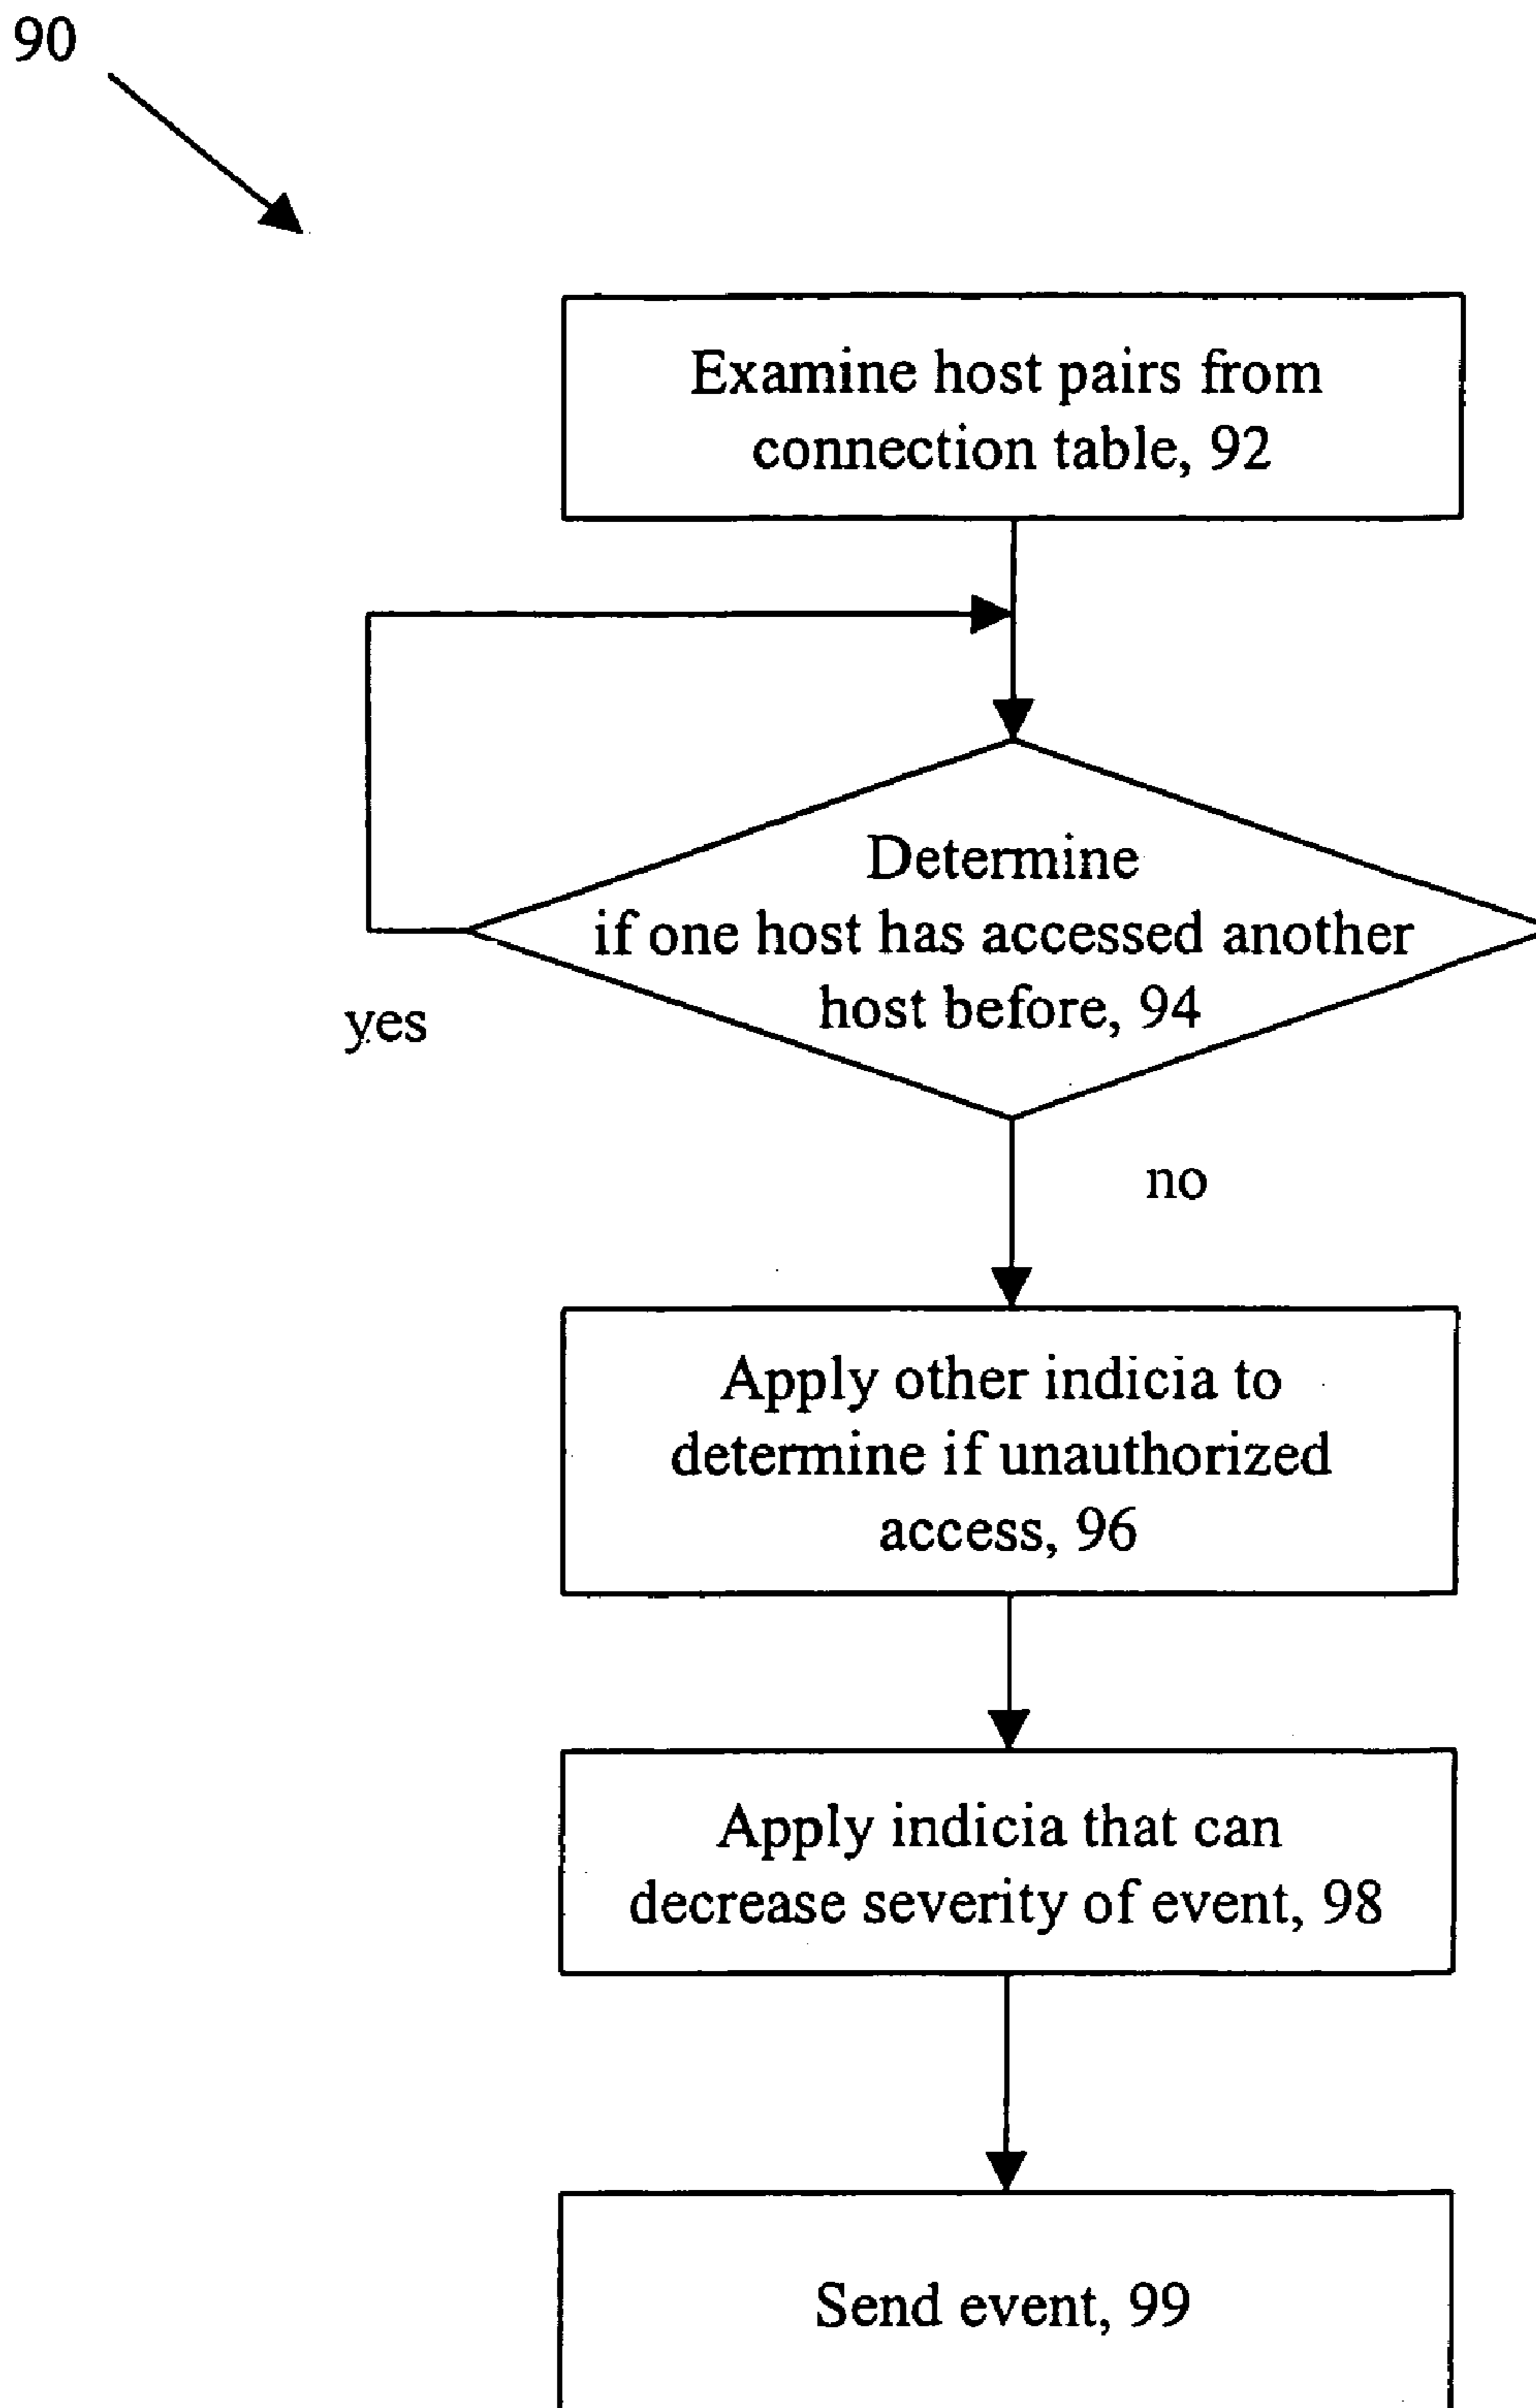 90
Examine host pairs from
connection table, 92
Determine
if one host has accessed another
host before, 94
yes
no
Apply other indicia to
determine if unauthorized
access, 96
Apply indicia that can
decrease severity of event, 98
Send event, 99